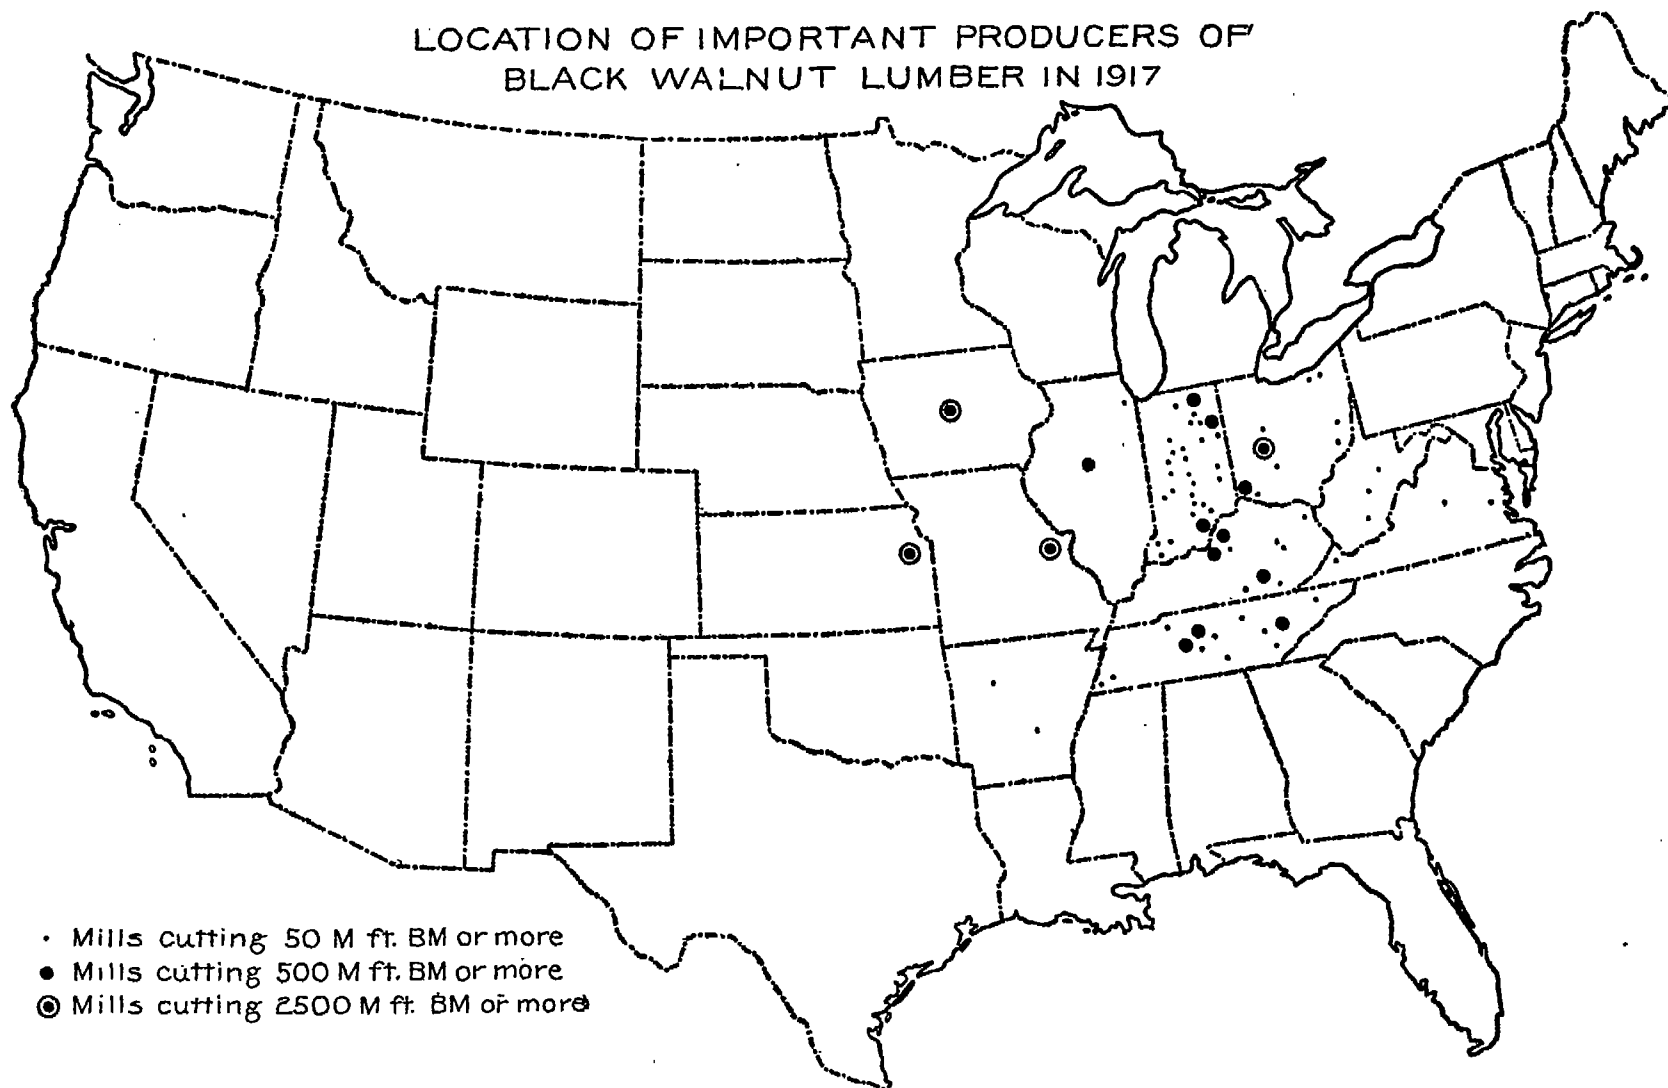 LOCATION OF IMPORTANT PRODUCERS OF
BLACK WALNUT LUMBER IN 1917
Mills cutting 50 M ft. BM or more
Mills cutting 500 M ft. BM or more
Mills cutting 2500 M ft. BM or more